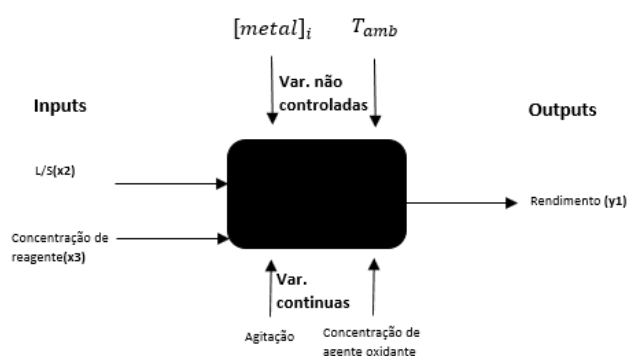 [metal]i
Tamb
Var. não
controladas
Inputs
Outputs
L/S(x2)
Rendimento (y1)
Concentração de
reagente(x3)
Var.
continuas
Agitação
Concentração de
agente oxidante